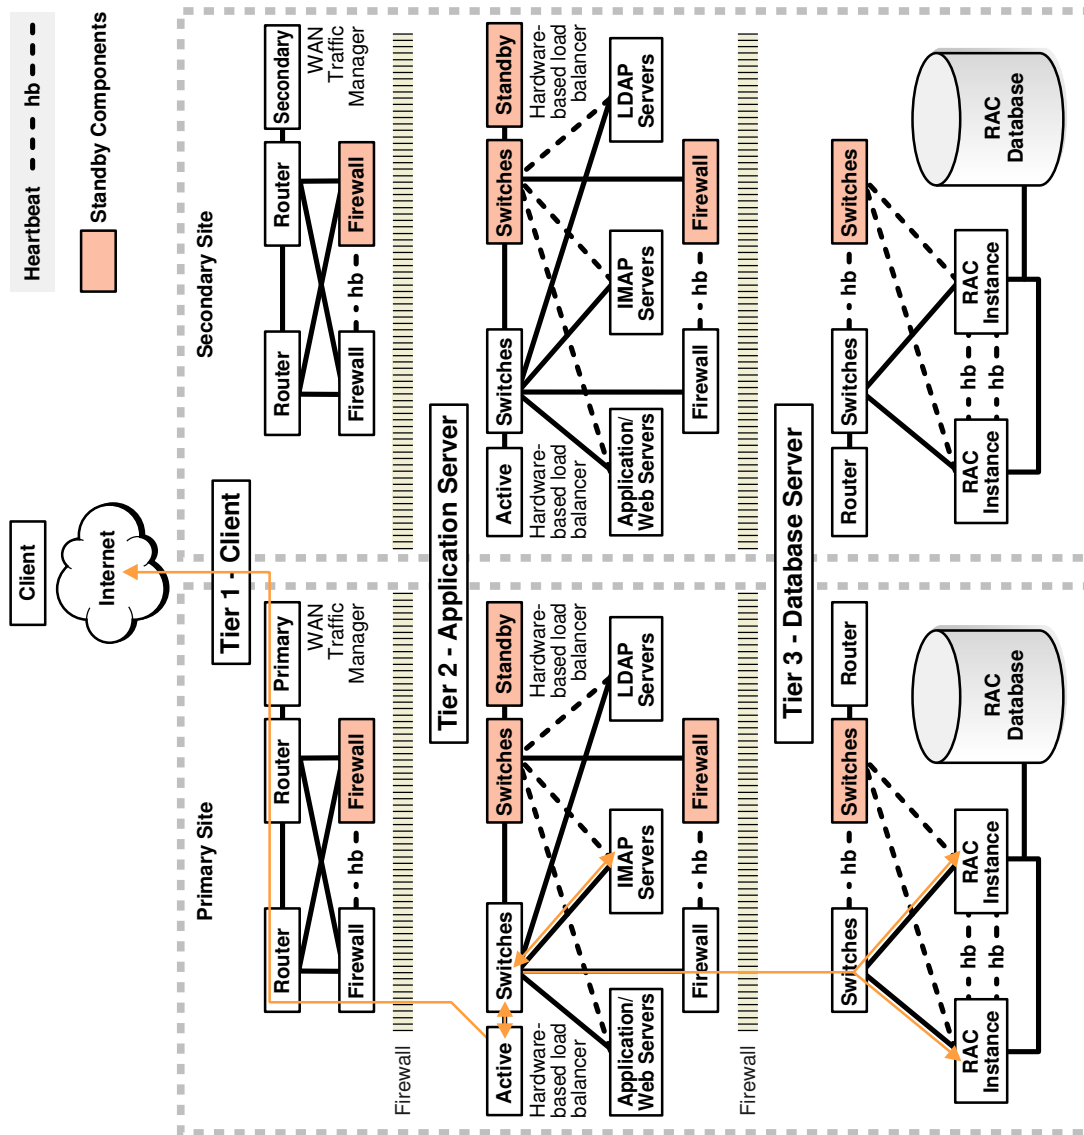 Heartbeat
hb
Standby Components
Client
Internet
Primary Site
Secondary Site
Tier 1 - Client
Router
Router
Primary
WAN
Traffic
Manager
Firewall
hb
Firewall
Router
Router
Secondary
WAN
Traffic
Manager
Firewall
hb
Firewall
Firewall
Tier 2 - Application Server
Active
Switches
Switches
Standby
Hardware-
based load
balancer
Hardware-
based load
balancer
Application/
Web Servers
IMAP
Servers
LDAP
Servers
Firewall
hb
Firewall
Active
Switches
Switches
Standby
Hardware-
based load
balancer
Hardware-
based load
balancer
Application/
Web Servers
IMAP
Servers
LDAP
Servers
Firewall
hb
Firewall
Firewall
Tier 3 - Database Server
Switches
hb
Switches
Router
RAC
Instance
hb
hb
RAC
Instance
RAC
Database
Router
Switches
hb
Switches
RAC
Instance
hb
hb
RAC
Instance
RAC
Database